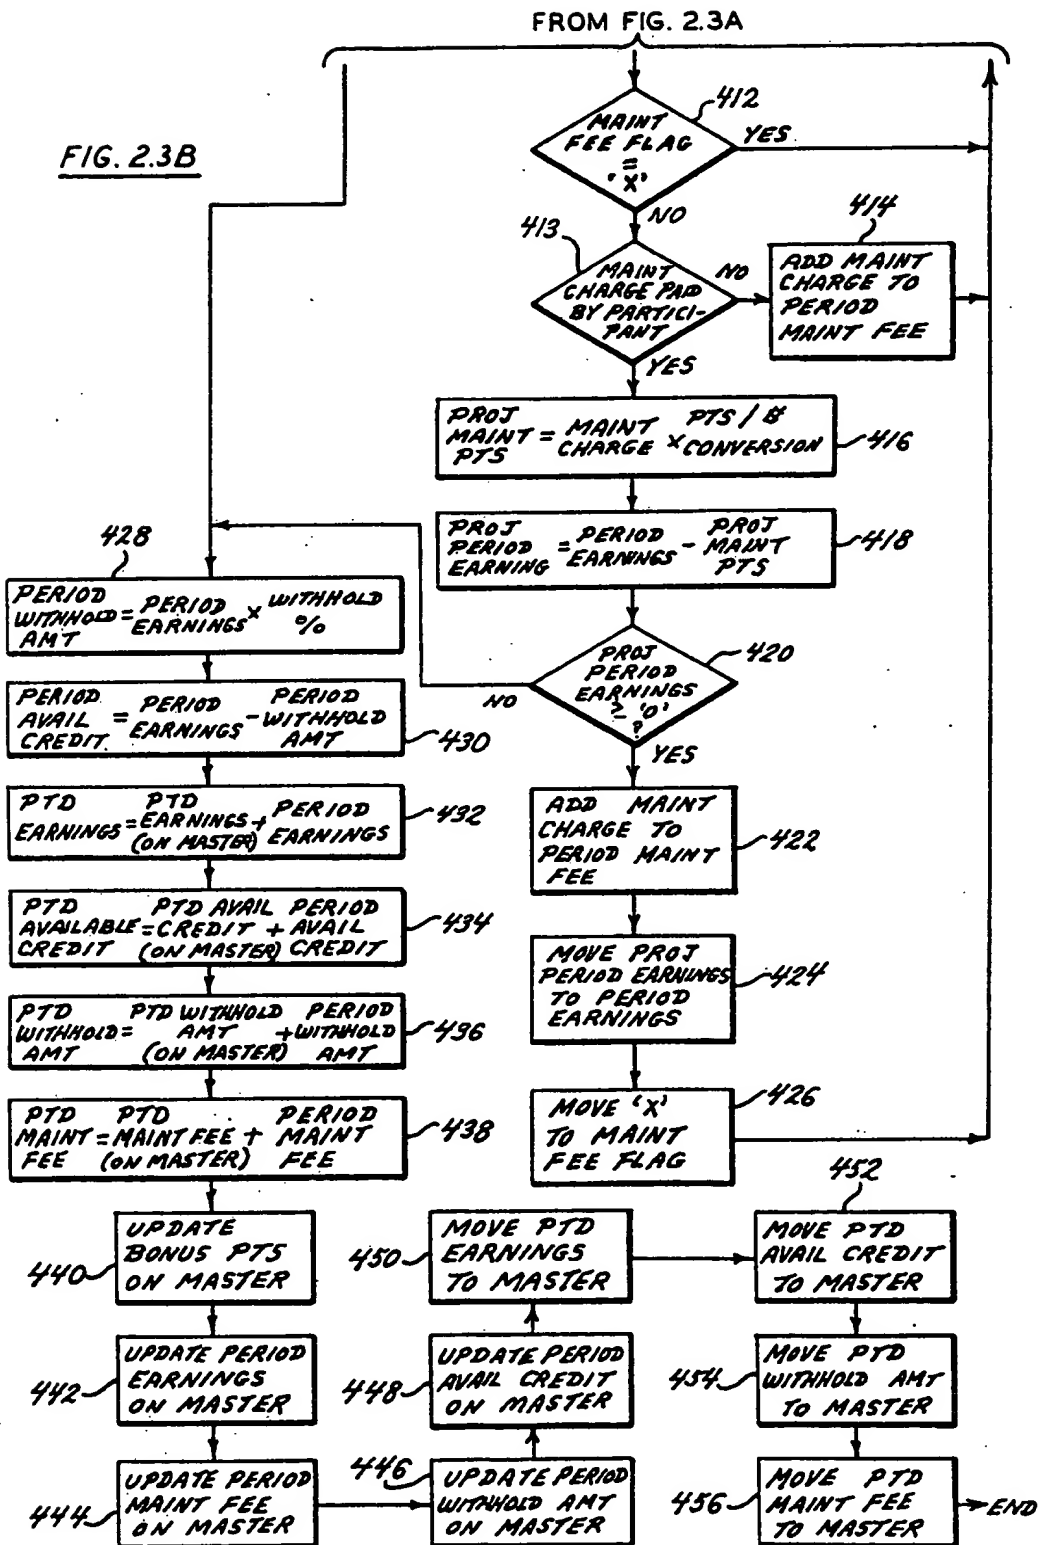 FROM FIG. 2.3A
FIG. 2.3B
412
MAINT
FEE FLAG
=
'X'
YES
NO
413
MAINT
CHARGE PAID
BY PARTICI-
PANT
NO
YES
414
ADD MAINT
CHARGE TO
PERIOD
MAINT FEE
PROJ MAINT PTS = MAINT CHARGE × PTS/$ CONVERSION
416
PROJ PERIOD EARNING = PERIOD EARNINGS - PROJ MAINT PTS
418
PROJ
PERIOD
EARNINGS
≥ '0'
?
420
NO
YES
ADD MAINT
CHARGE TO
PERIOD MAINT
FEE
422
MOVE PROJ
PERIOD EARNINGS
TO PERIOD
EARNINGS
424
MOVE 'X'
TO MAINT
FEE FLAG
426
428
PERIOD WITHHOLD AMT = PERIOD EARNINGS × WITHHOLD %
PERIOD AVAIL CREDIT = PERIOD EARNINGS - PERIOD WITHHOLD AMT
430
PTD EARNINGS = PTD EARNINGS (ON MASTER) + PERIOD EARNINGS
432
PTD AVAILABLE CREDIT = PTD AVAIL CREDIT (ON MASTER) + PERIOD AVAIL CREDIT
434
PTD WITHHOLD AMT = PTD WITHHOLD AMT (ON MASTER) + PERIOD WITHHOLD AMT
436
PTD MAINT FEE = PTD MAINT FEE (ON MASTER) + PERIOD MAINT FEE
438
UPDATE
BONUS PTS
ON MASTER
440
UPDATE PERIOD
EARNINGS
ON MASTER
442
UPDATE PERIOD
MAINT FEE
ON MASTER
444
446
UPDATE PERIOD
WITHHOLD AMT
ON MASTER
UPDATE PERIOD
AVAIL CREDIT
ON MASTER
448
MOVE PTD
EARNINGS
TO MASTER
450
452
MOVE PTD
AVAIL CREDIT
TO MASTER
MOVE PTD
WITHHOLD AMT
TO MASTER
454
MOVE PTD
MAINT FEE
TO MASTER
456
END